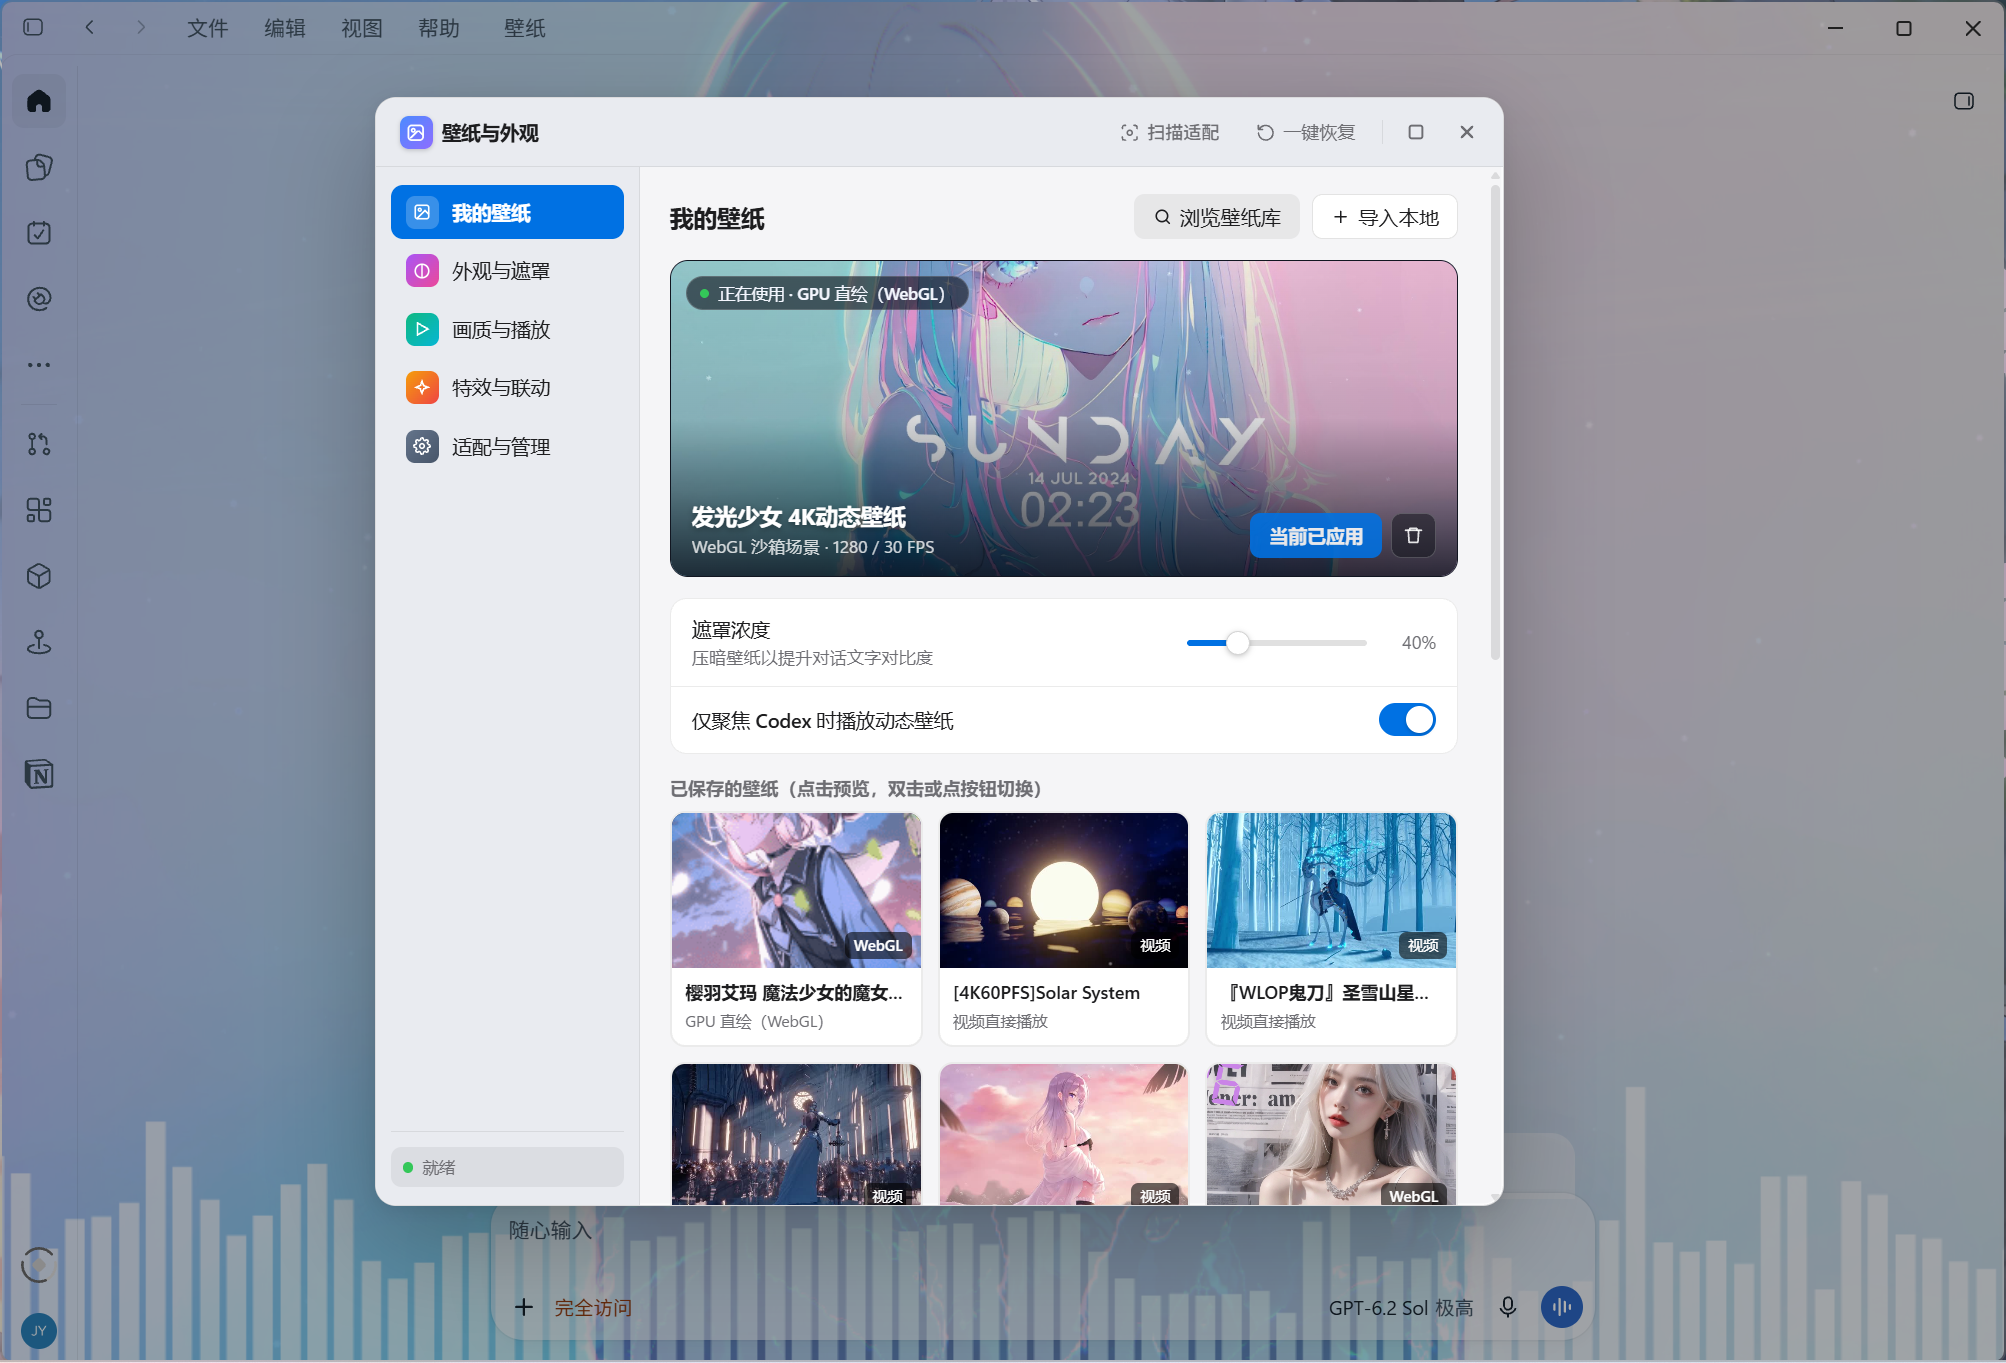 文件
编辑
视图
帮助
壁纸
壁纸与外观
扫描适配
一键恢复
我的壁纸
外观与遮罩
画质与播放
特效与联动
适配与管理
就绪
我的壁纸
浏览壁纸库
导入本地
正在使用 · GPU 直绘（WebGL）
SUNDAY
14 JUL 2024
02:23
发光少女 4K动态壁纸
WebGL 沙箱场景 · 1280 / 30 FPS
当前已应用
遮罩浓度
压暗壁纸以提升对话文字对比度
40%
仅聚焦 Codex 时播放动态壁纸
已保存的壁纸（点击预览，双击或点按钮切换）
WebGL
视频
视频
樱羽艾玛 魔法少女的魔女...
GPU 直绘（WebGL）
[4K60PFS]Solar System
视频直接播放
『WLOP鬼刀』圣雪山星...
视频直接播放
视频
视频
6
WebGL
随心输入
完全访问
GPT-6.2 Sol 极高
JY